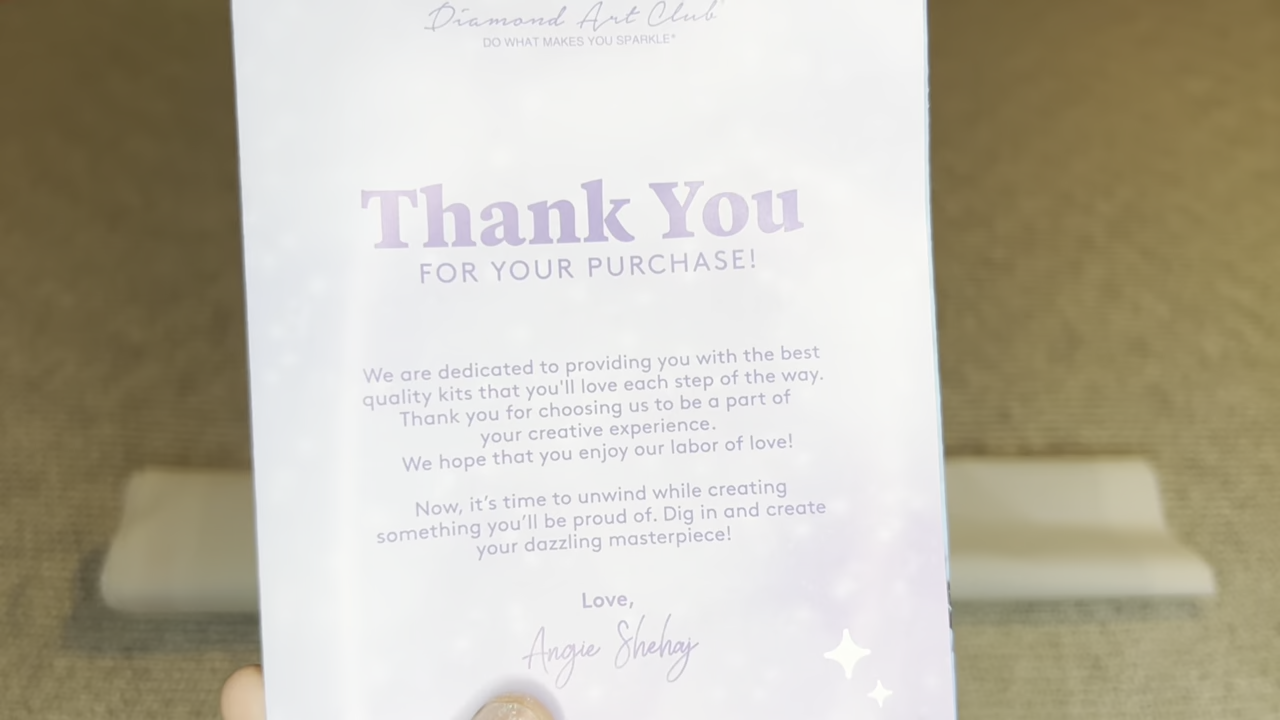 Diamond Art Club
DO WHAT MAKES YOU SPARKLE®
Thank You
FOR YOUR PURCHASE!
We are dedicated to providing you with the best
quality kits that you'll love each step of the way.
Thank you for choosing us to be a part of
your creative experience.
We hope that you enjoy our labor of love!
Now, it’s time to unwind while creating
something you’ll be proud of. Dig in and create
your dazzling masterpiece!
Love,
Angie Shehaj